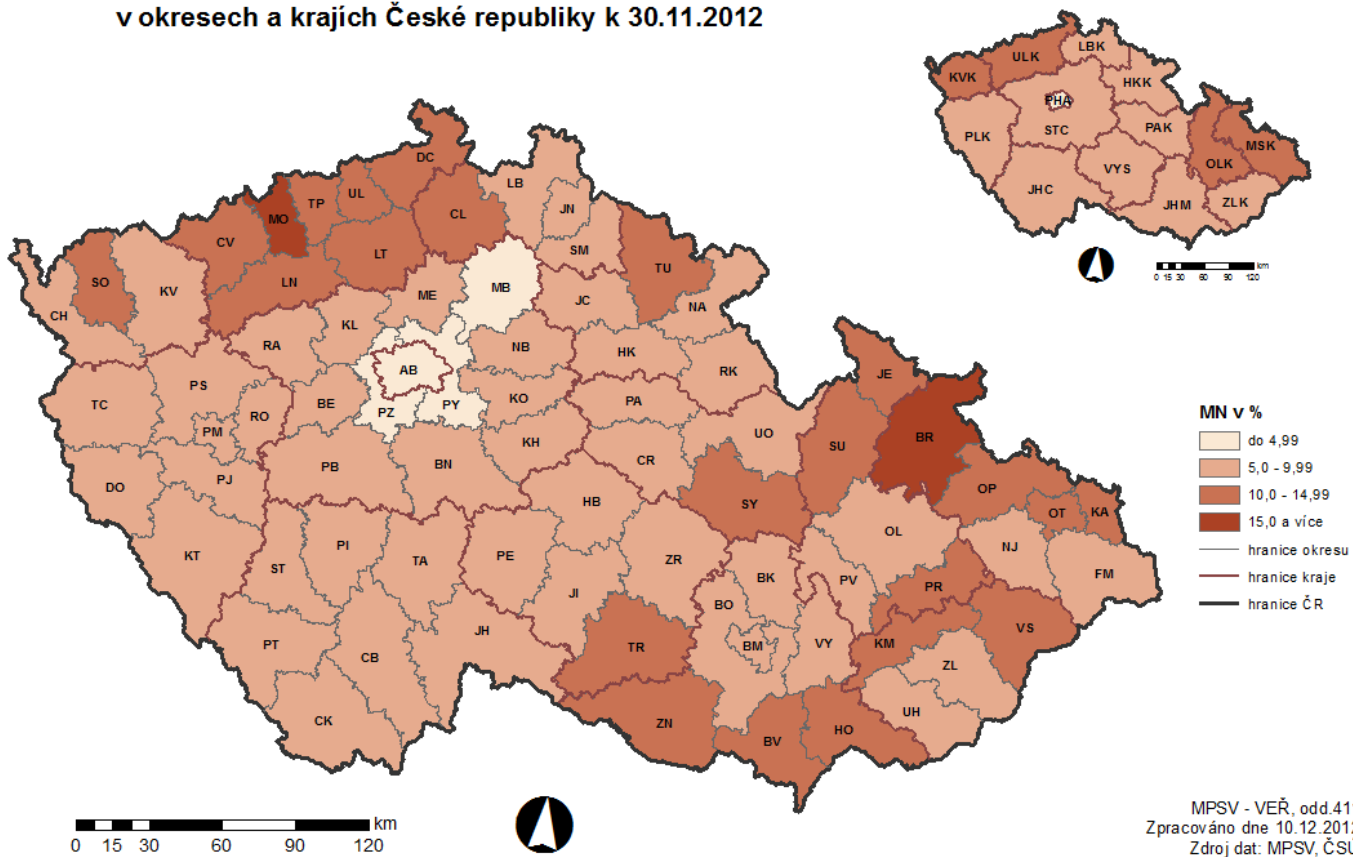 v okresech a krajích České republiky k 30.11.2012
LBK
ULK
KVK
HKK
PHA
STC
PAK
PLK
MSK
OLK
VYS
JHC
ZLK
JHM
km
0 15 30 60 90 120
DC
LB
UL
TP
MO
CL
JN
CV
LT
SM
TU
SO
KV
LN
MB
ME
JC
NA
CH
KL
RA
NB
HK
AB
RK
JE
PS
TC
BE
KO
PA
RO
PZ
PY
PM
UO
BR
SU
KH
CR
PB
BN
PJ
DO
OP
HB
SY
OT
KA
OL
NJ
PI
TA
PE
KT
ST
ZR
FM
BK
PV
PR
JI
BO
VS
JH
PT
TR
BM
VY
KM
CB
ZL
UH
CK
ZN
BV
HO
MN v %
do 4,99
5,0 - 9,99
10,0 - 14,99
15,0 a více
hranice okresu
hranice kraje
hranice ČR
km
0 15 30 60 90 120
MPSV - VEŘ, odd.41
Zpracováno dne 10.12.2012
Zdroj dat: MPSV, ČSÚ